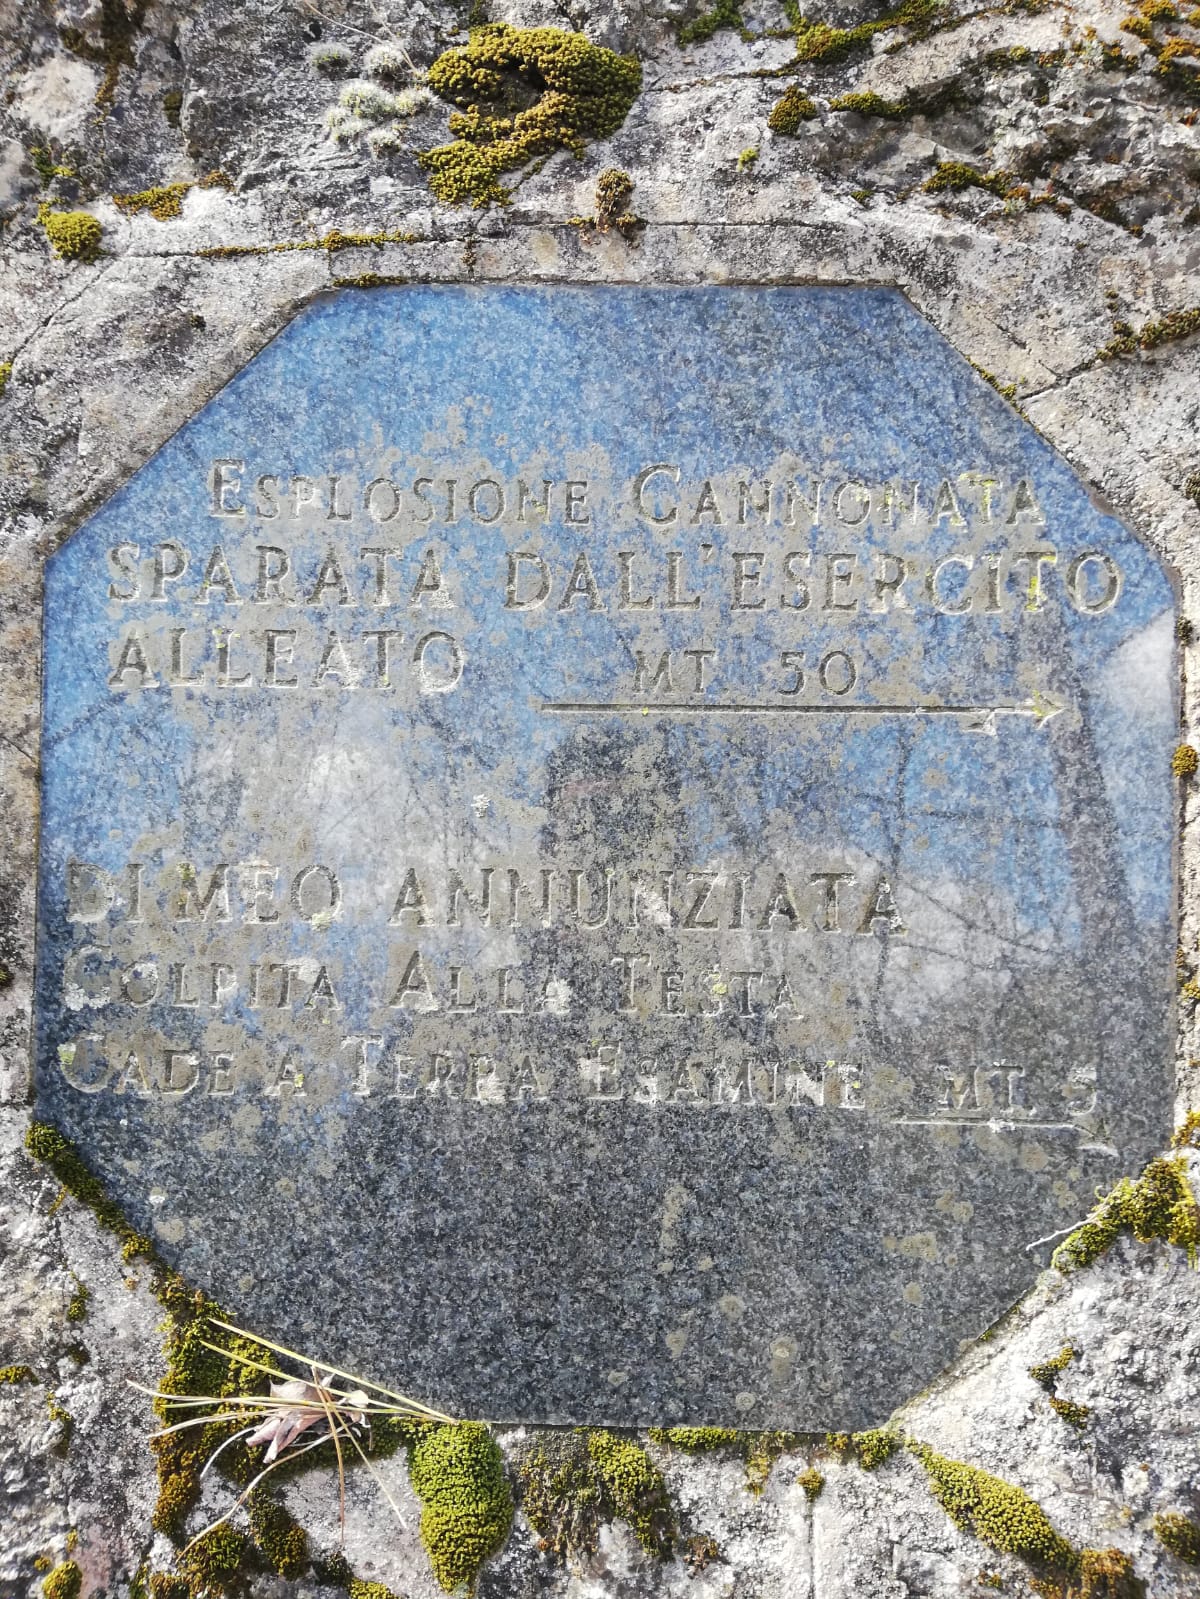 Esplosione Cannonata
SPARATA DALL'ESERCITO
ALLEATO MT. 50
DI MEO ANNUNZIATA
Colpita Alla Testa
Cade a Terra Esamine MT. 5